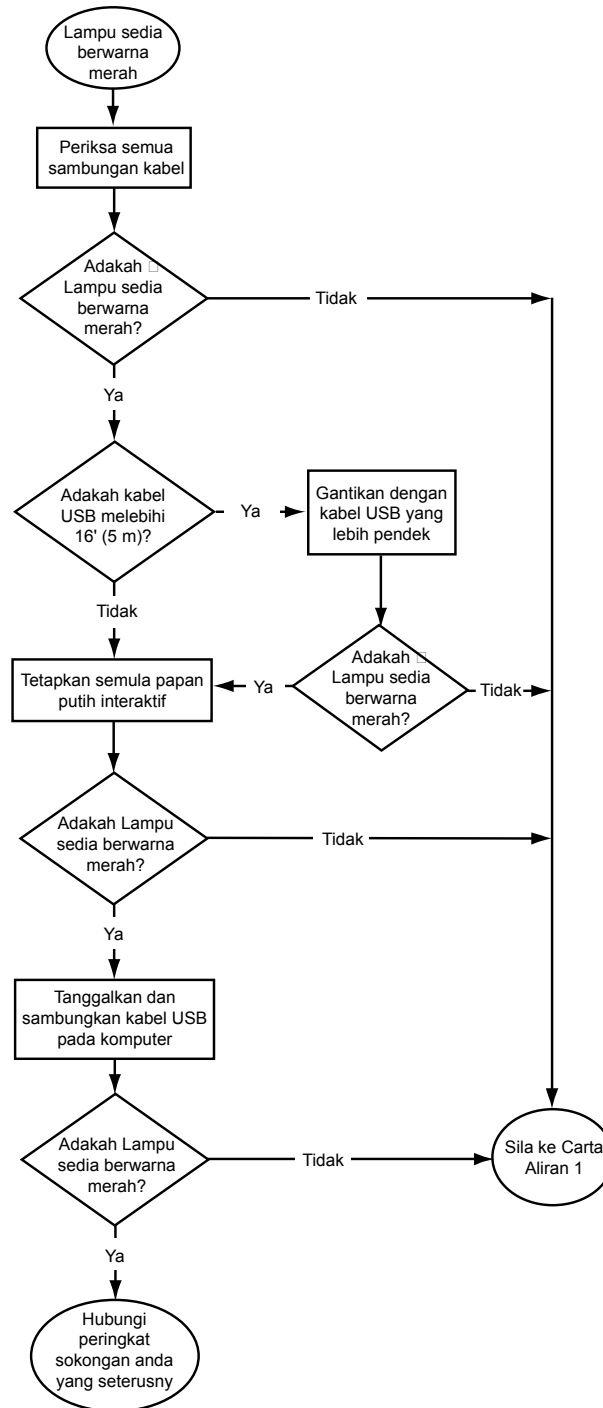 Lampu sedia
berwarna
merah
Periksa semua
sambungan kabel
Adakah
Lampu sedia
berwarna
merah?
Tidak
Ya
Adakah kabel
USB melebihi
16' (5 m)?
Ya
Gantikan dengan
kabel USB yang
lebih pendek
Tidak
Adakah
Lampu sedia
berwarna
merah?
Tidak
Ya
Tetapkan semula papan
putih interaktif
Adakah Lampu
sedia berwarna
merah?
Tidak
Ya
Tanggalkan dan
sambungkan kabel USB
pada komputer
Adakah Lampu
sedia berwarna
merah?
Tidak
Sila ke Carta
Aliran 1
Ya
Hubungi
peringkat
sokongan anda
yang seterusny